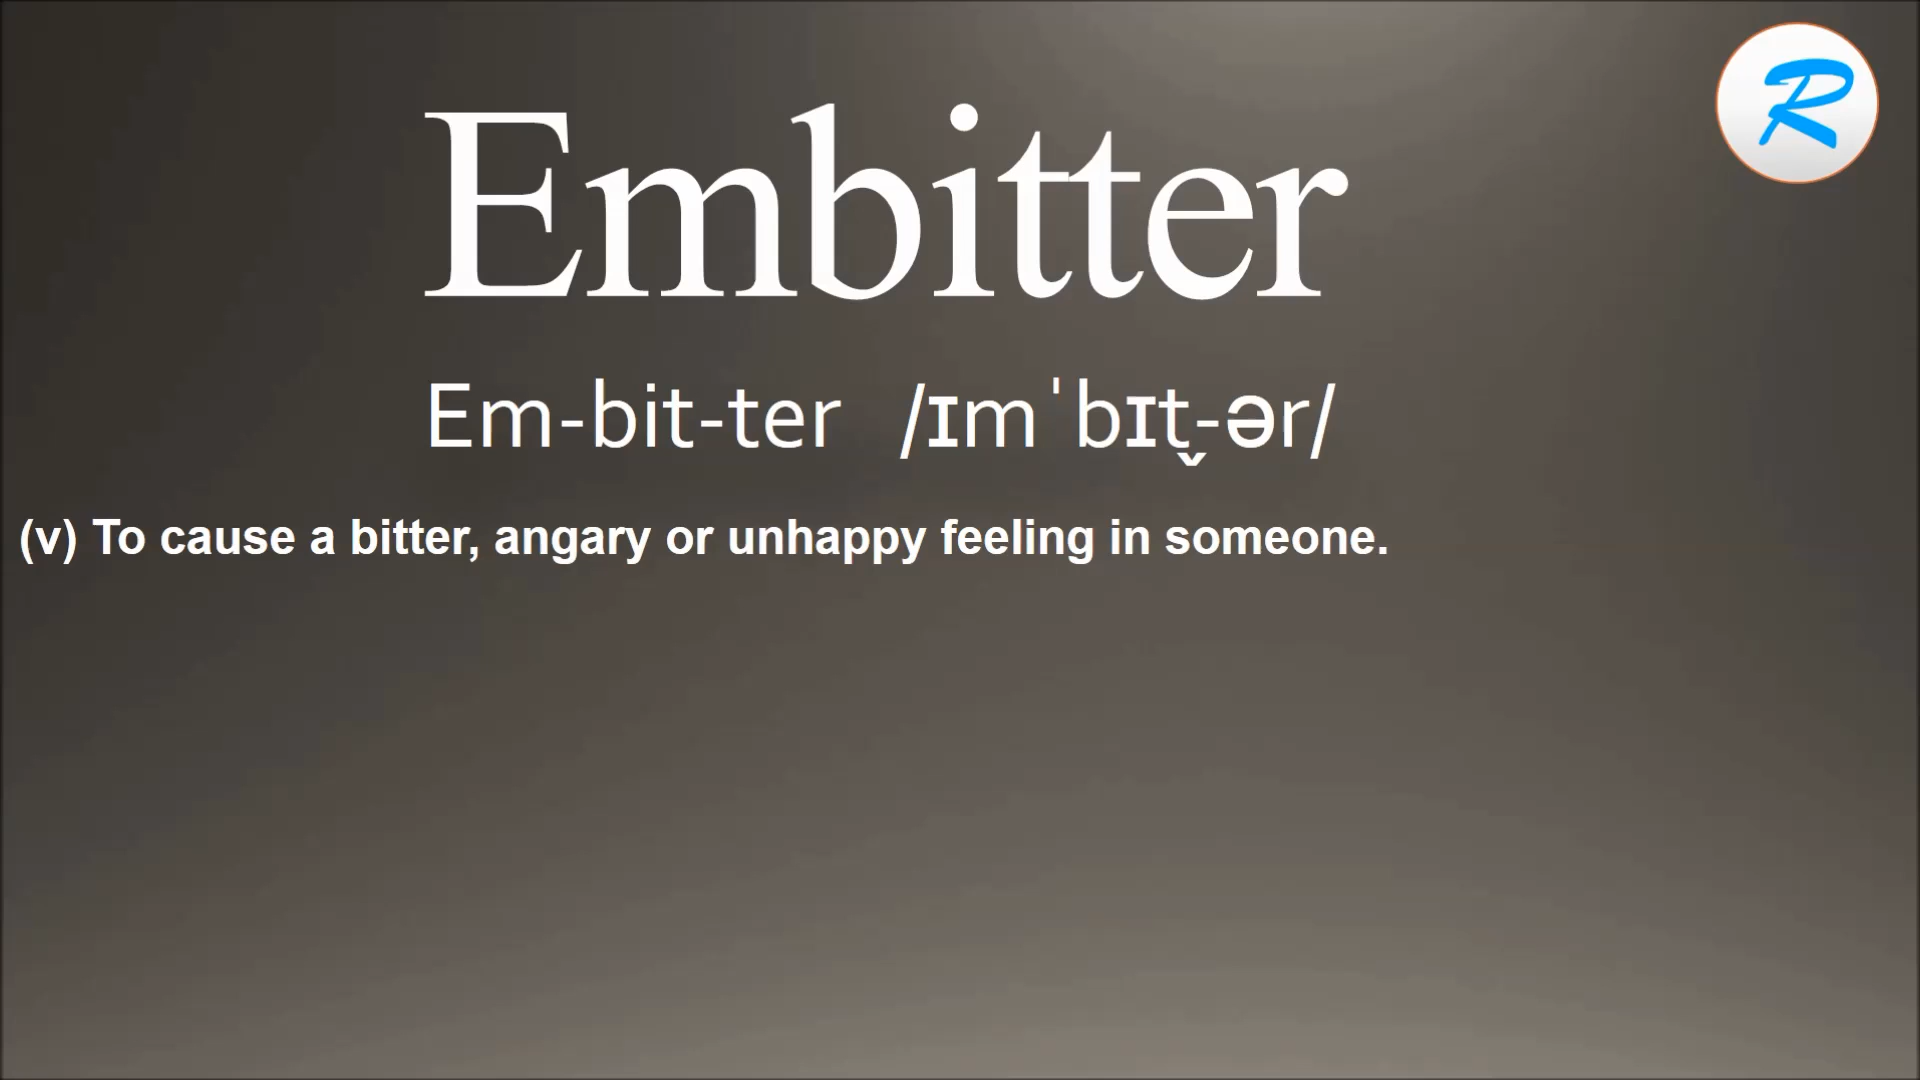 R
Embitter
Em-bit-ter /ɪmˈbɪt̬-ər/
(v) To cause a bitter, angary or unhappy feeling in someone.